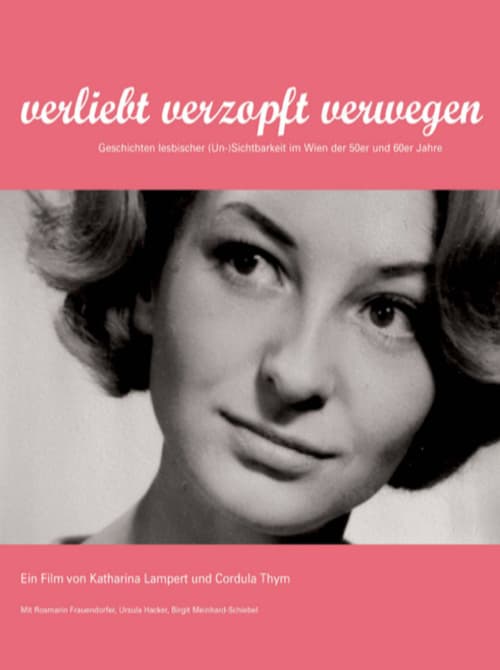 verliebt verzopft verwegen
Geschichten lesbischer (Un-)Sichtbarkeit im Wien der 50er und 60er Jahre
Ein Film von Katharina Lampert und Cordula Thym
Mit Rosmarin Frauendorfer, Ursula Hacker, Birgit Meinhard-Schiebel